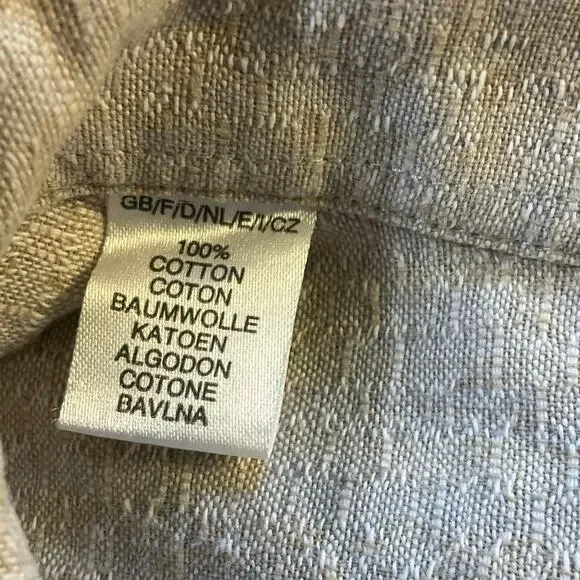 GB/F/D/NL/E/I/CZ
100%
COTTON
COTON
BAUMWOLLE
KATOEN
ALGODON
COTONE
BAVLNA